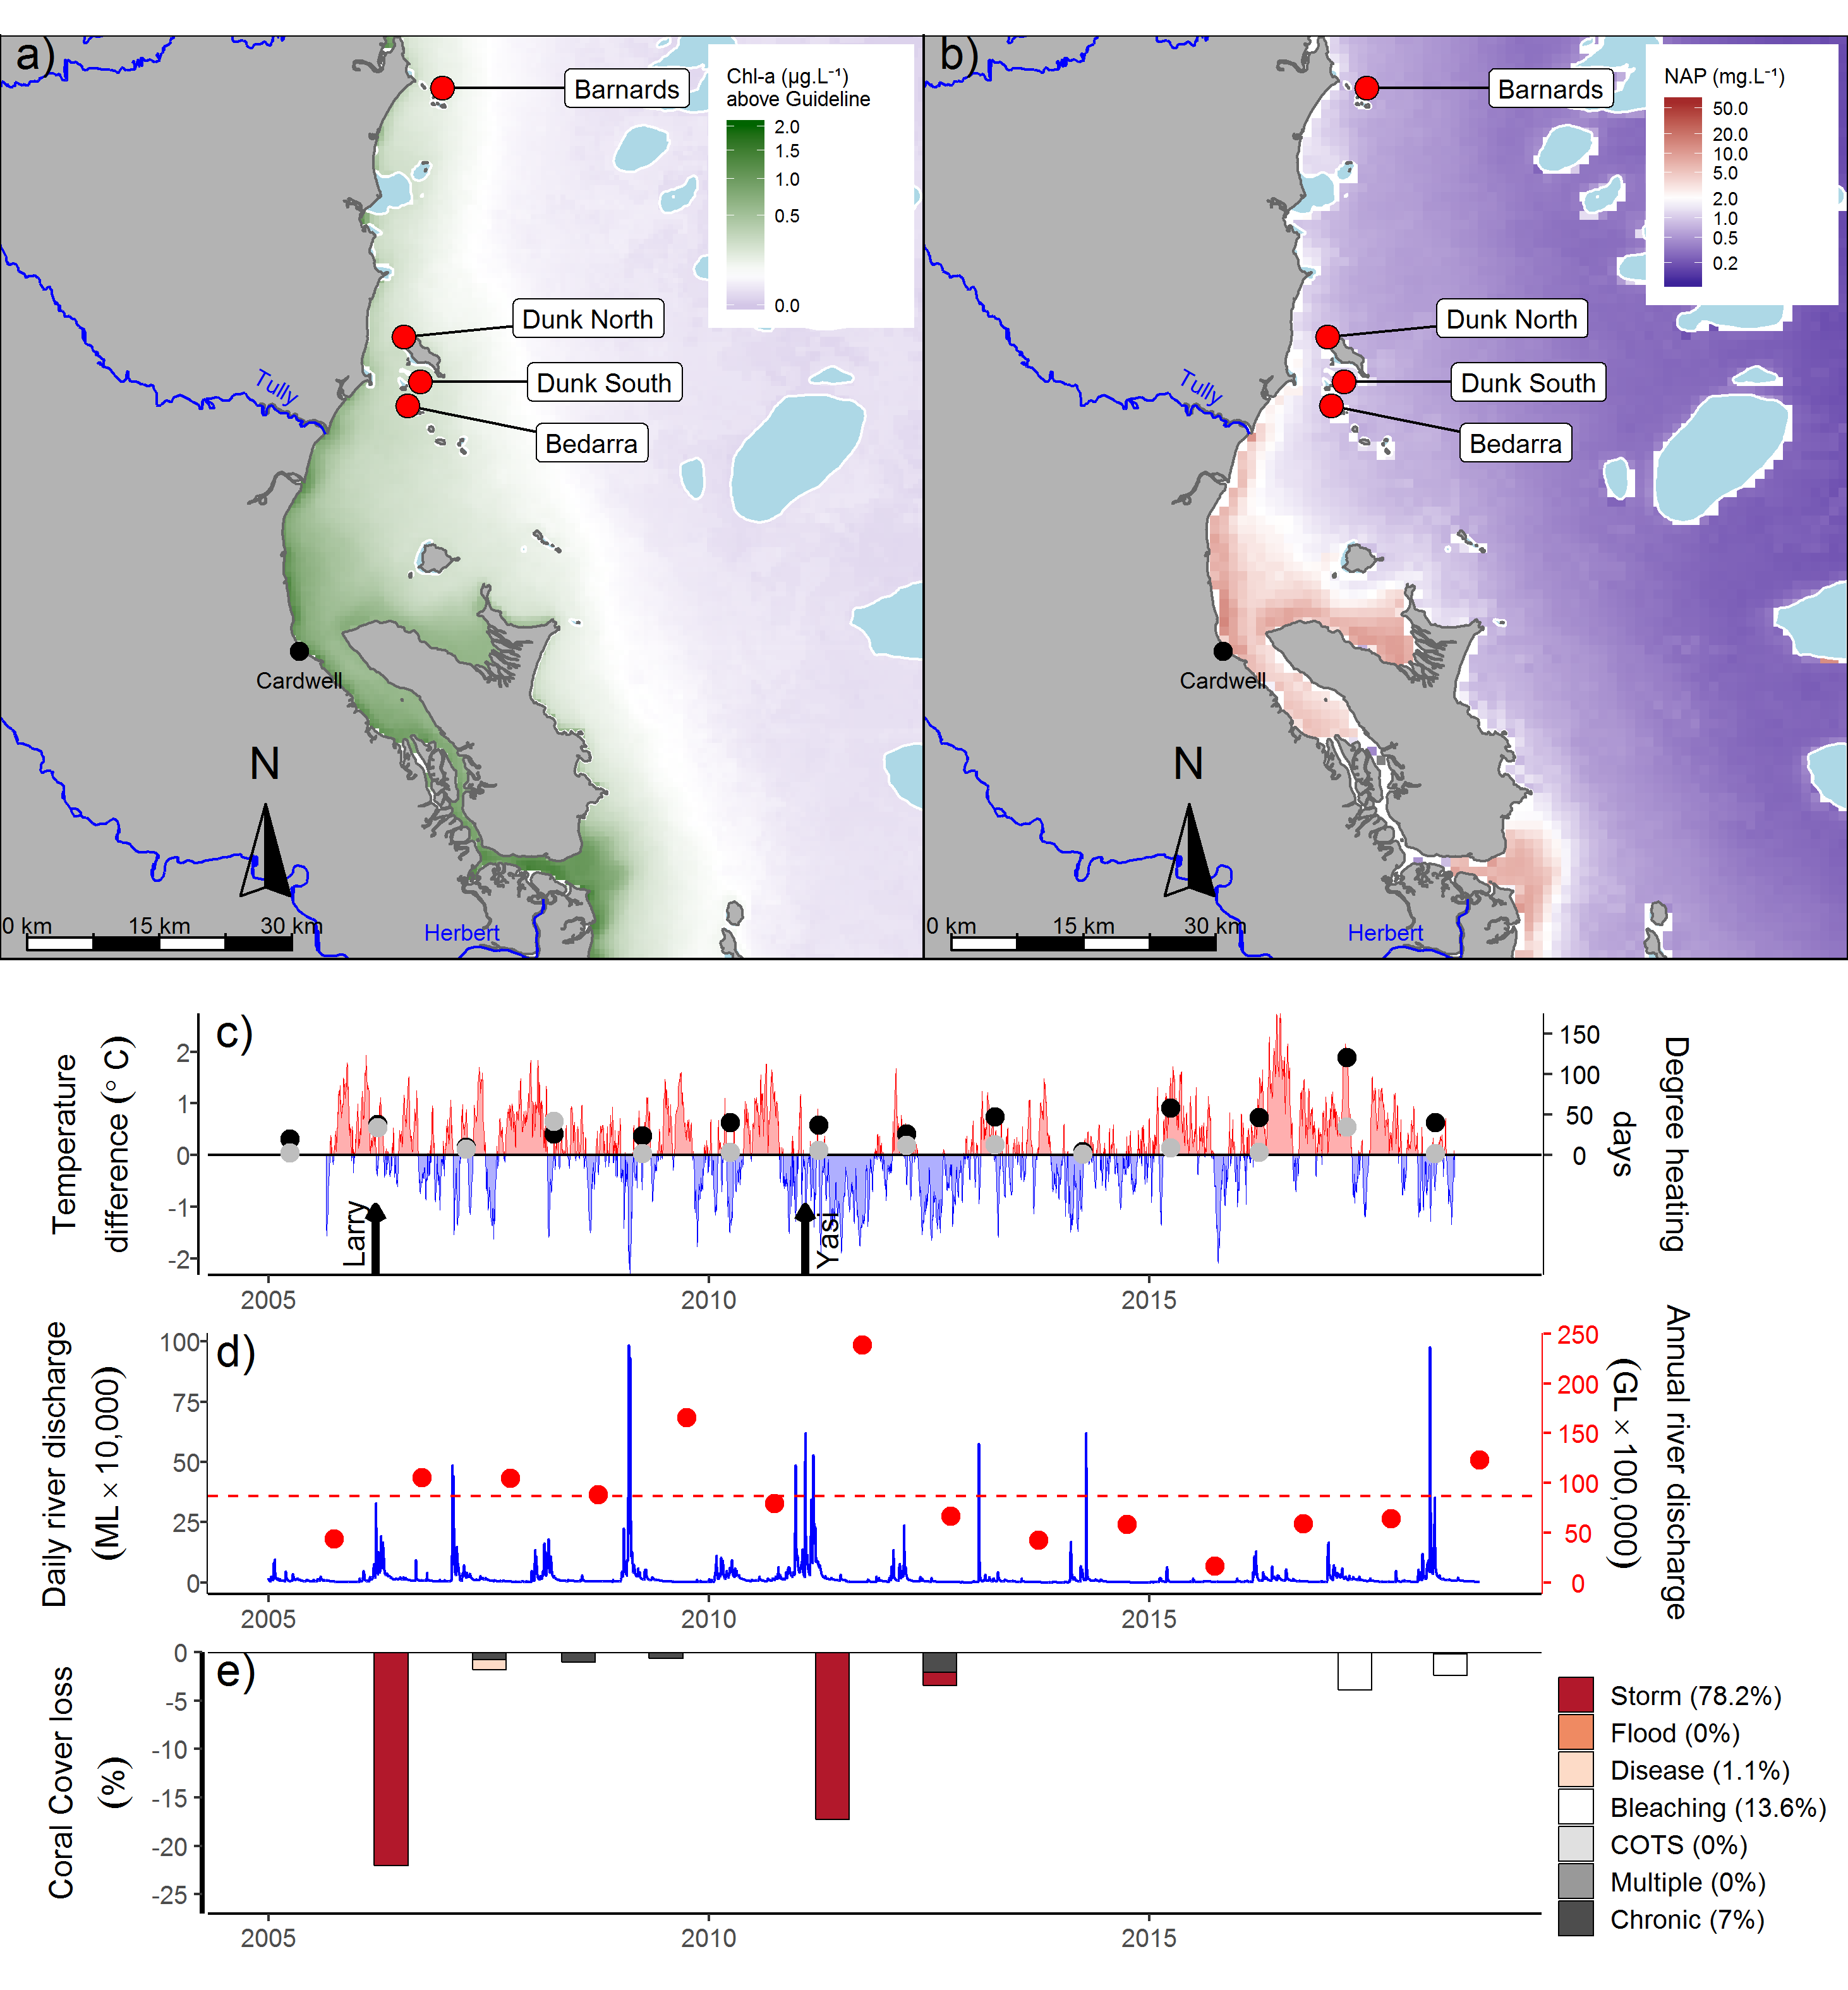 a)
Chl-a (µg.L⁻¹)
above Guideline
2.0
1.5
1.0
0.5
0.0
Barnards
Dunk North
Dunk South
Bedarra
Tully
Cardwell
N
0 km 15 km 30 km
Herbert
b)
NAP (mg.L⁻¹)
50.0
20.0
10.0
5.0
2.0
1.0
0.5
0.2
Barnards
Dunk North
Dunk South
Bedarra
Tully
Cardwell
N
0 km 15 km 30 km
Herbert
c)
Temperature
difference (° C)
2
1
0
-1
-2
Larry
Yasi
150
100
50
0
Degree heating
days
2005 2010 2015
d)
Daily river discharge
(ML × 10,000)
100
75
50
25
0
250
200
150
100
50
0
Annual river discharge
(GL × 100,000)
2005 2010 2015
e)
Coral Cover loss
(%)
0
-5
-10
-15
-20
-25
2005 2010 2015
Storm (78.2%)
Flood (0%)
Disease (1.1%)
Bleaching (13.6%)
COTS (0%)
Multiple (0%)
Chronic (7%)